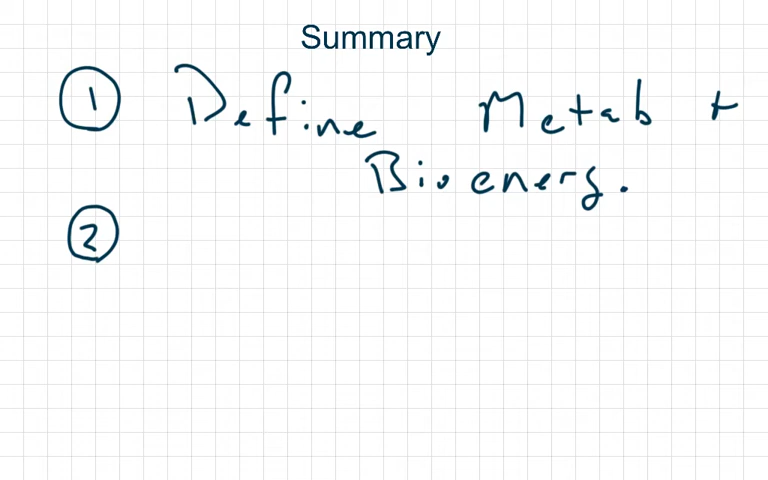 Summary
① Define Metab +
Bioenerg.
②